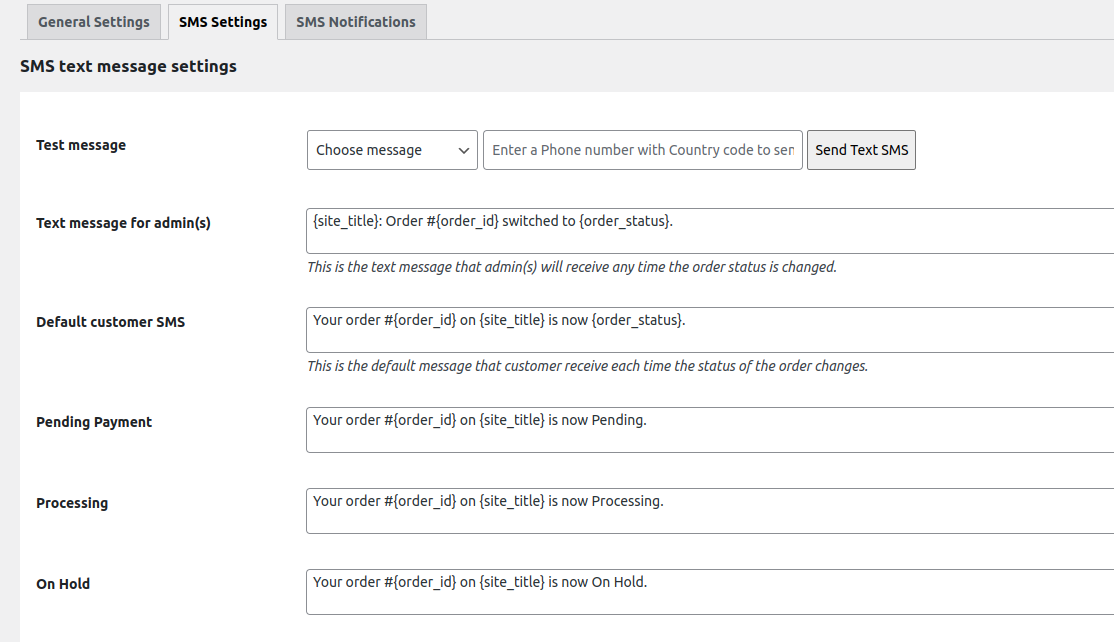 General Settings
SMS Settings
SMS Notifications
SMS text message settings
Test message
Choose message
Enter a Phone number with Country code to sen
Send Text SMS
Text message for admin(s)
{site_title}: Order #{order_id} switched to {order_status}.
This is the text message that admin(s) will receive any time the order status is changed.
Default customer SMS
Your order #{order_id} on {site_title} is now {order_status}.
This is the default message that customer receive each time the status of the order changes.
Pending Payment
Your order #{order_id} on {site_title} is now Pending.
Processing
Your order #{order_id} on {site_title} is now Processing.
On Hold
Your order #{order_id} on {site_title} is now On Hold.